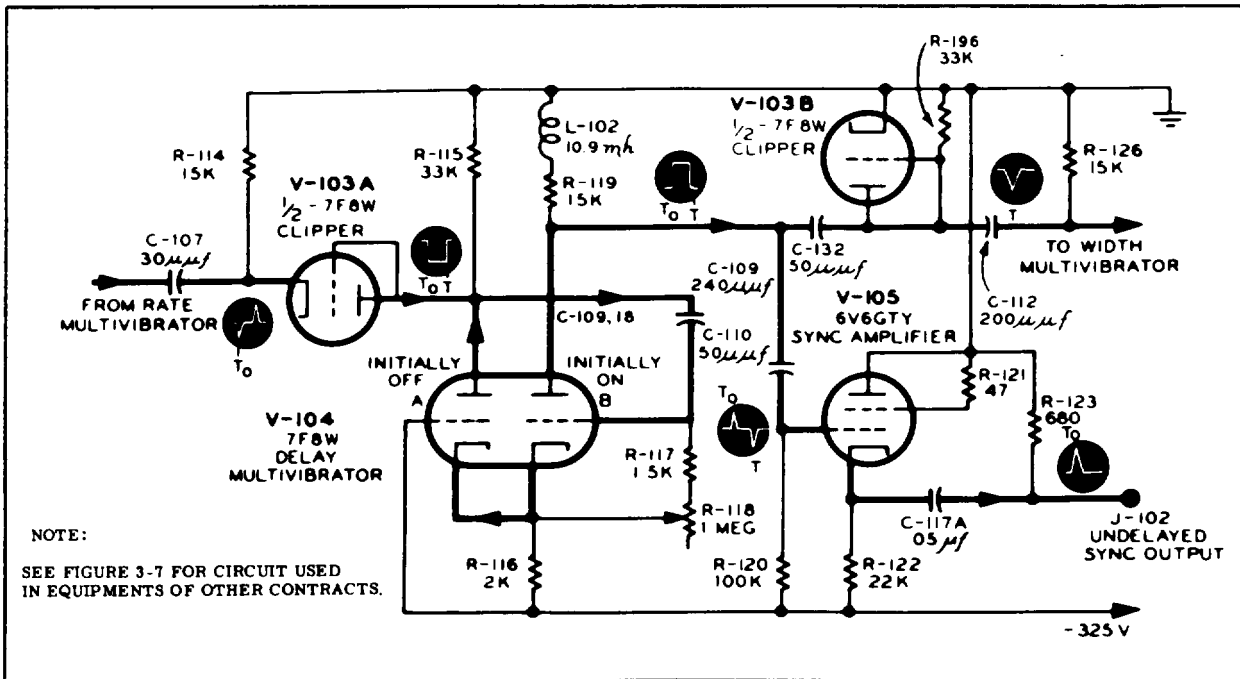 R-196
33K
V-103B
1/2-7F8W
CLIPPER
L-102
10.9 mh
R-114
15K
R-115
33K
R-126
15K
V-103A
1/2-7F8W
CLIPPER
R-119
15K
T₀ T
T
C-107
30μμf
T₀ T
C-132
50μμf
TO WIDTH
MULTIVIBRATOR
FROM RATE
MULTIVIBRATOR
C-109
240μμf
C-109,18
V-105
6V6GTY
SYNC AMPLIFIER
C-112
200μμf
T₀
C-110
50μμf
INITIALLY
OFF
A
INITIALLY
ON
B
R-121
47
R-123
680
T₀
V-104
7F8W
DELAY
MULTIVIBRATOR
T₀
T
R-117
1.5K
R-118
1 MEG
C-117A
05μf
J-102
UNDELAYED
SYNC OUTPUT
NOTE:
SEE FIGURE 3-7 FOR CIRCUIT USED
IN EQUIPMENTS OF OTHER CONTRACTS.
R-116
2K
R-120
100K
R-122
22K
-325 V